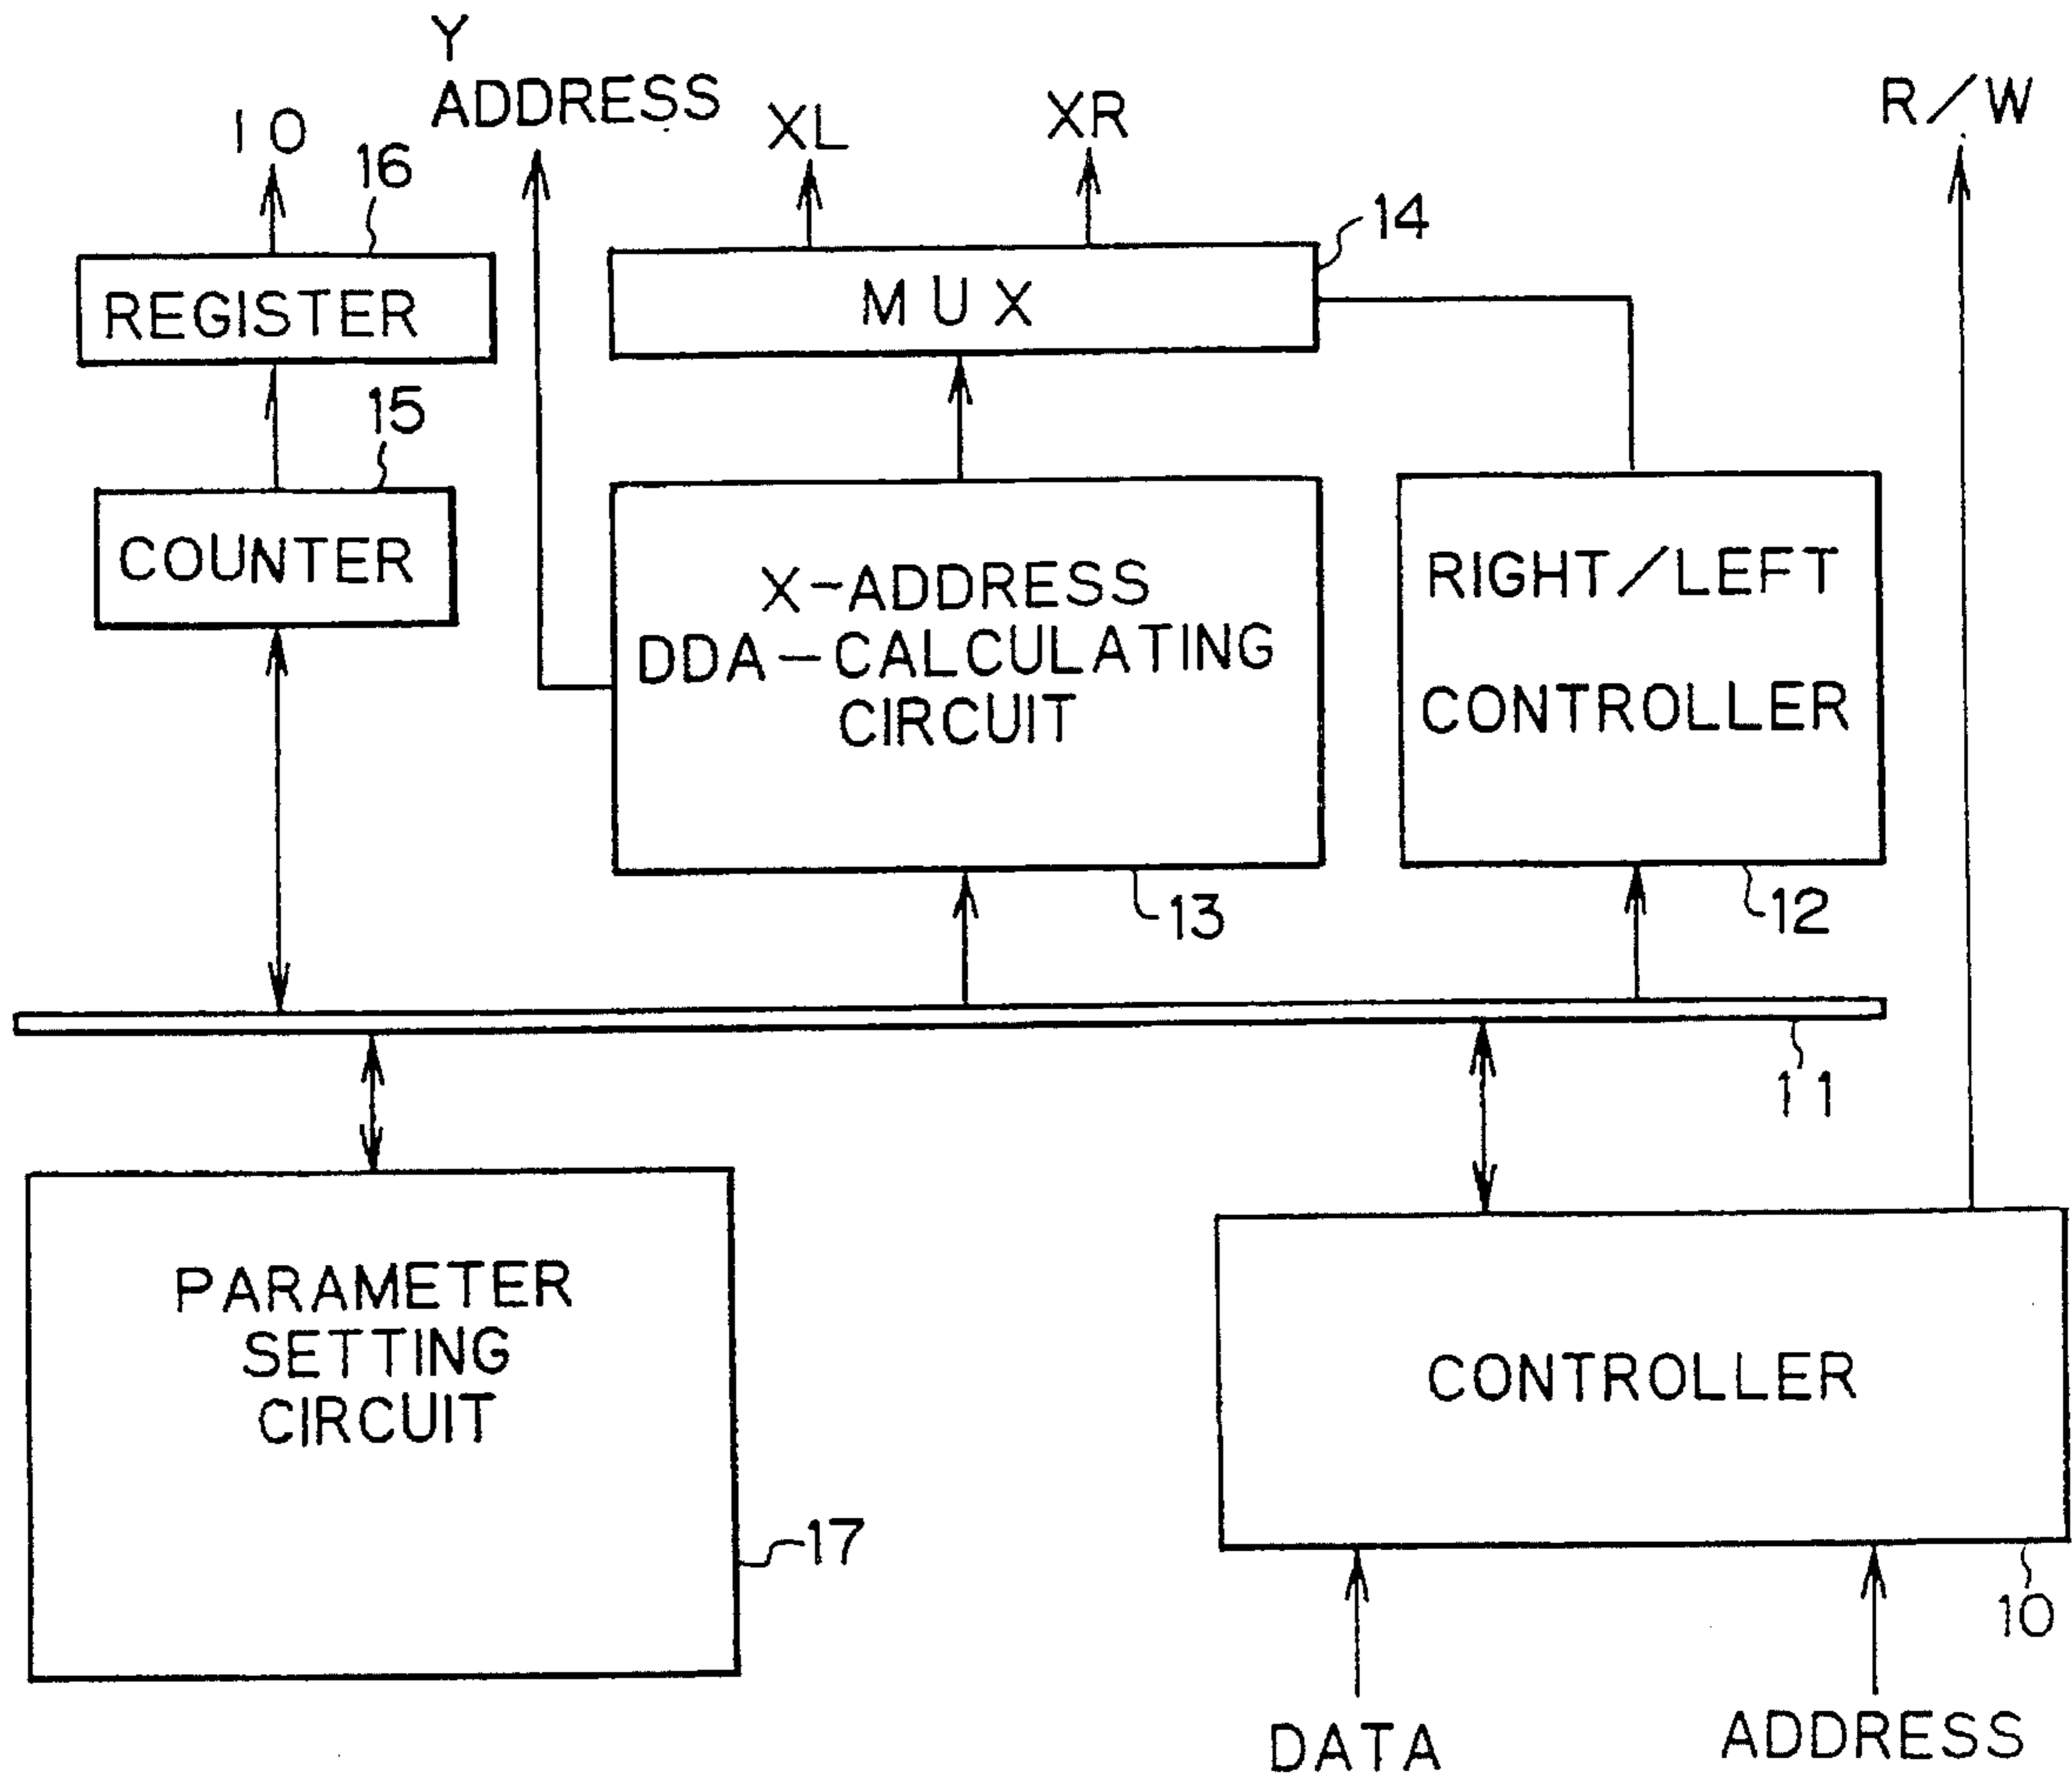 Y
ADDRESS
IO
16
XL
XR
R/W
14
REGISTER
MUX
15
COUNTER
X-ADDRESS
DDA-CALCULATING
CIRCUIT
RIGHT/LEFT
CONTROLLER
13
12
11
PARAMETER
SETTING
CIRCUIT
17
CONTROLLER
10
DATA
ADDRESS